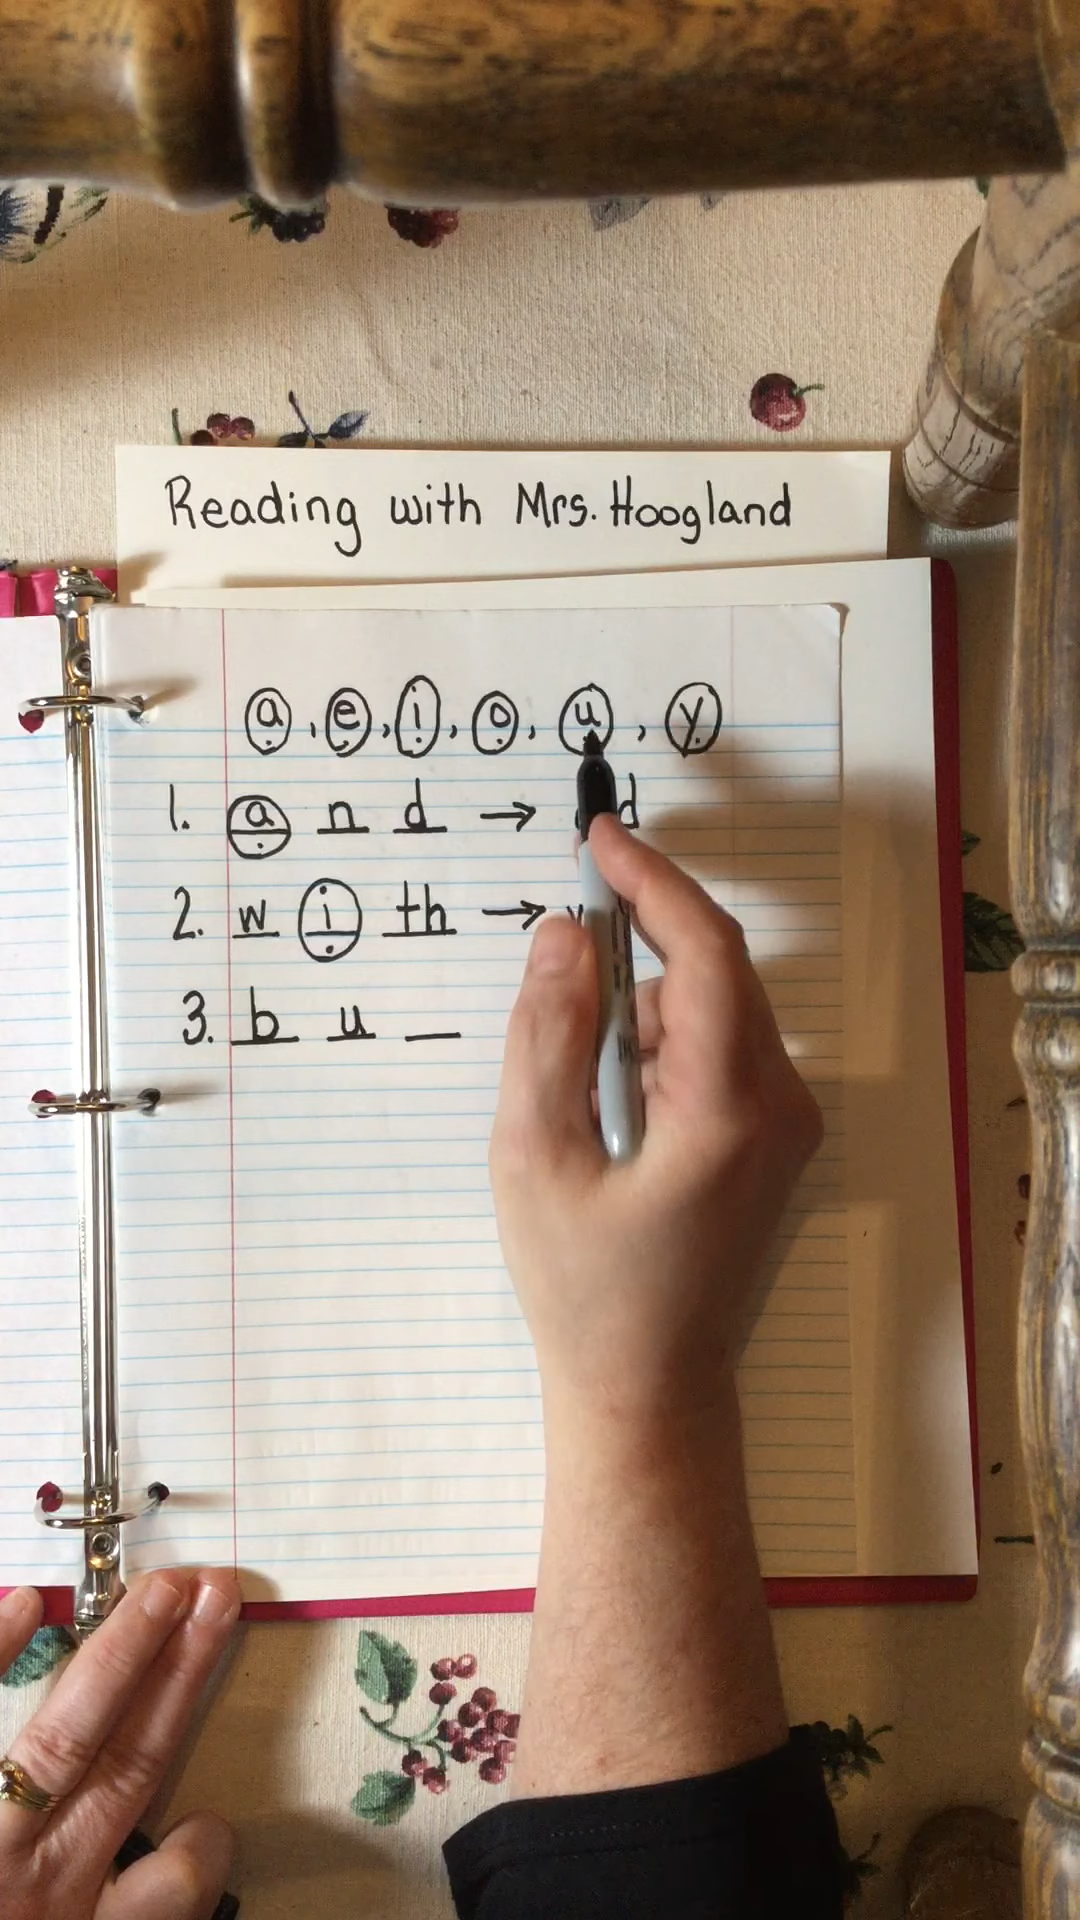 Reading with Mrs. Hoogland
a, e, i, o, u, y
1. a n d →
2. w i th →
3. b u _